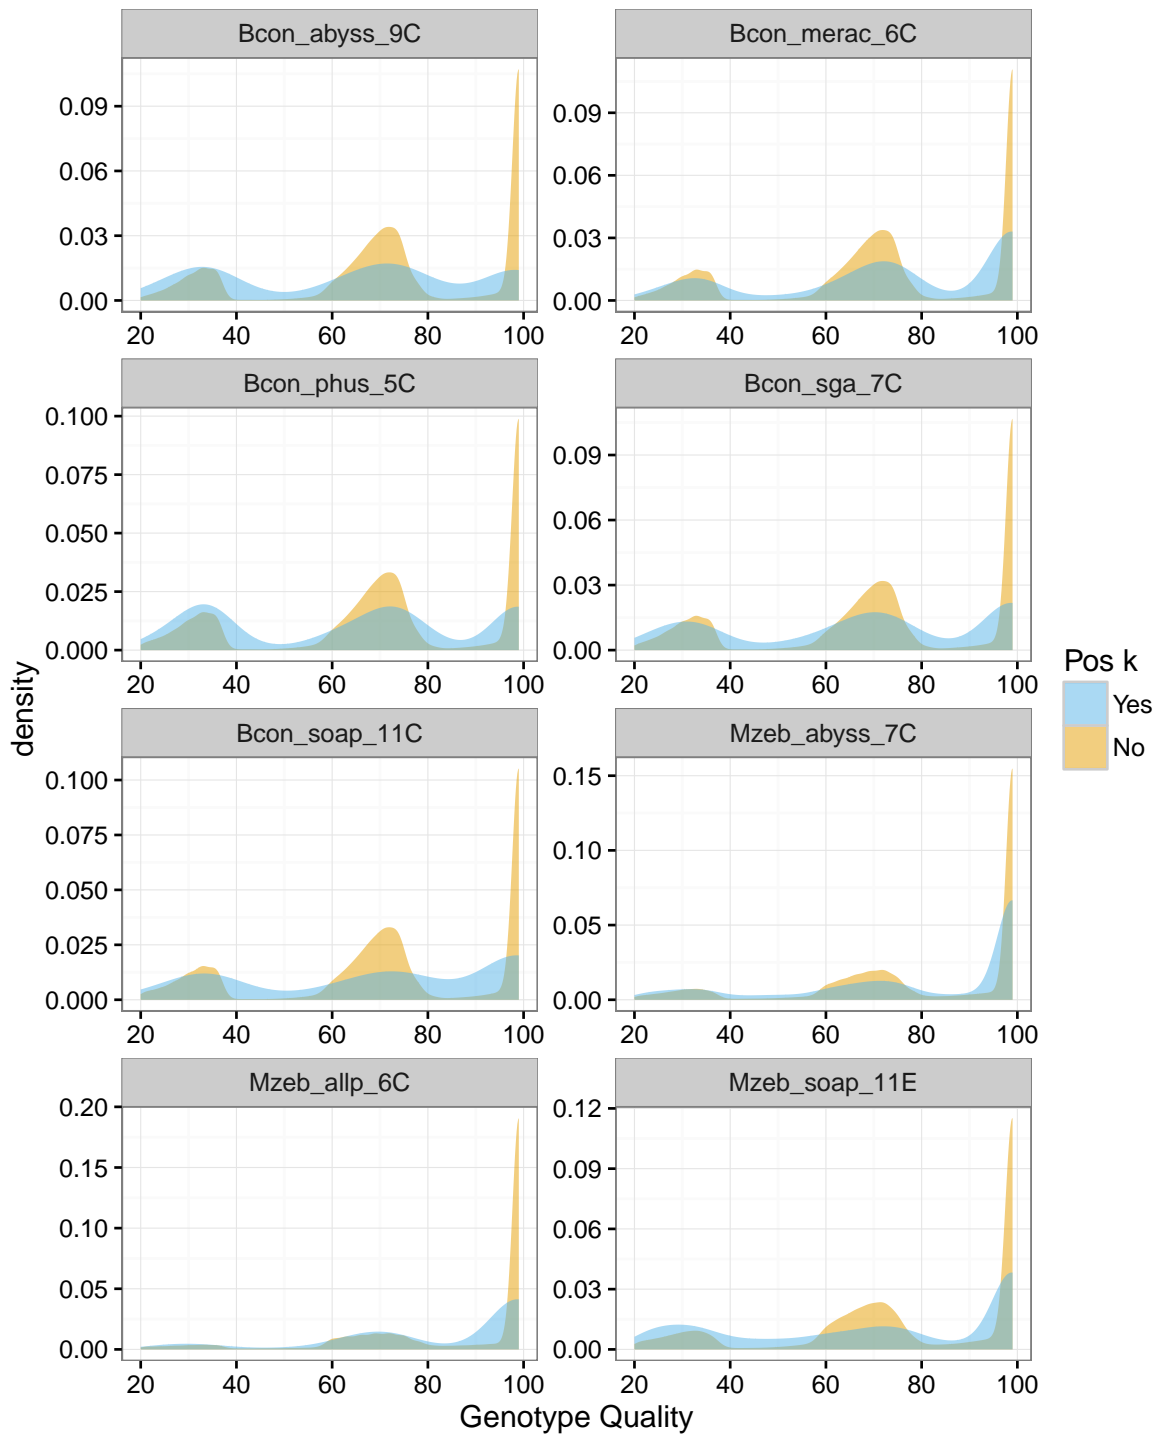 Bcon_abyss_9C
Bcon_merac_6C
0.09
0.06
0.03
0.00
20 40 60 80 100
0.09
0.06
0.03
0.00
20 40 60 80 100
Bcon_phus_5C
Bcon_sga_7C
0.100
0.075
0.050
0.025
0.000
20 40 60 80 100
0.09
0.06
0.03
0.00
20 40 60 80 100
Bcon_soap_11C
Mzeb_abyss_7C
0.100
0.075
0.050
0.025
0.000
20 40 60 80 100
0.15
0.10
0.05
0.00
20 40 60 80 100
Mzeb_allp_6C
Mzeb_soap_11E
0.20
0.15
0.10
0.05
0.00
20 40 60 80 100
0.12
0.09
0.06
0.03
0.00
20 40 60 80 100
density
Genotype Quality
Pos k
Yes
No